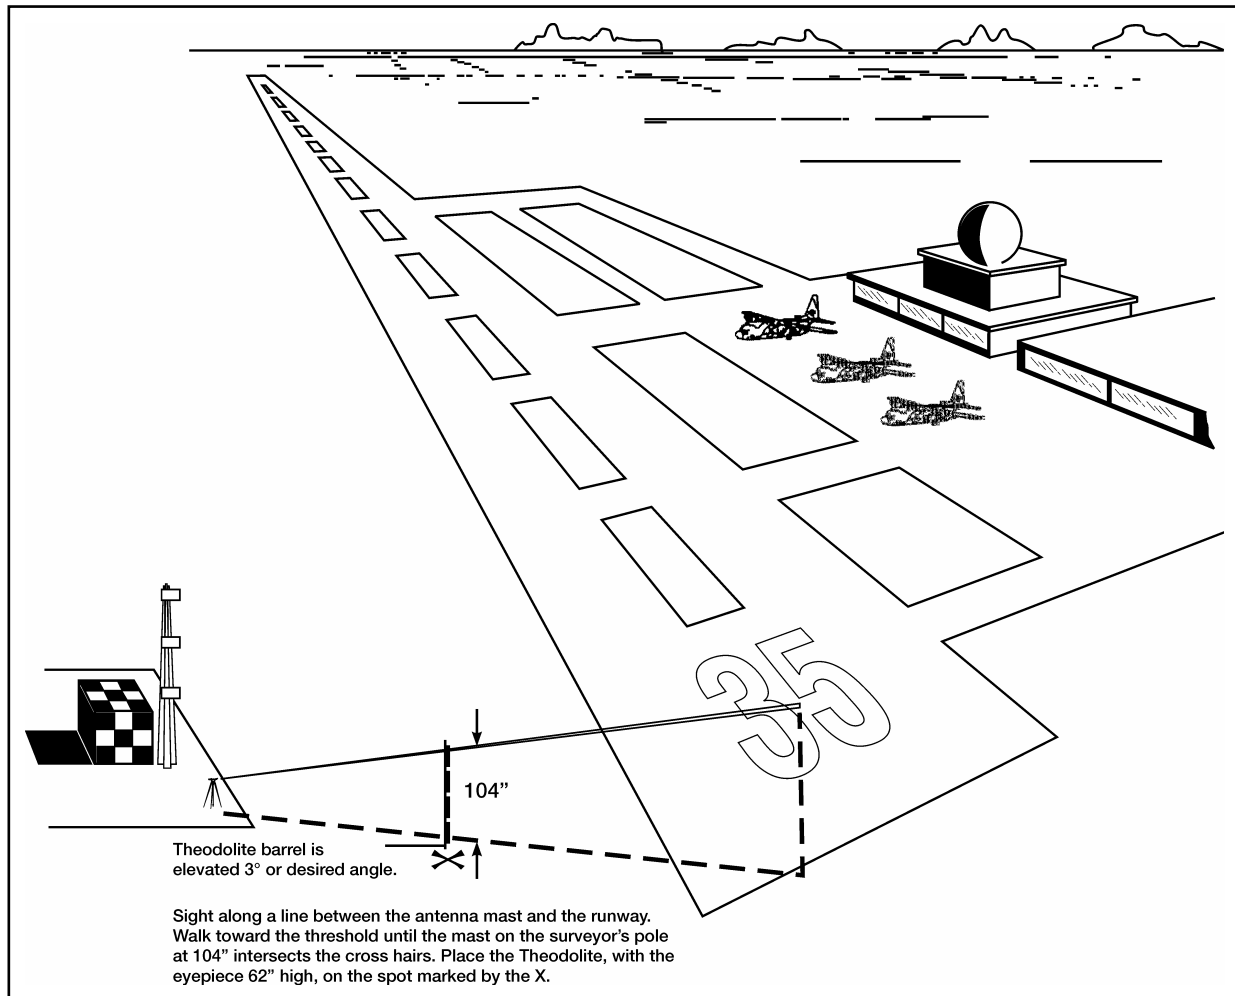 35
104”
Theodolite barrel is
elevated 3° or desired angle.
Sight along a line between the antenna mast and the runway.
Walk toward the threshold until the mast on the surveyor’s pole
at 104” intersects the cross hairs. Place the Theodolite, with the
eyepiece 62” high, on the spot marked by the X.